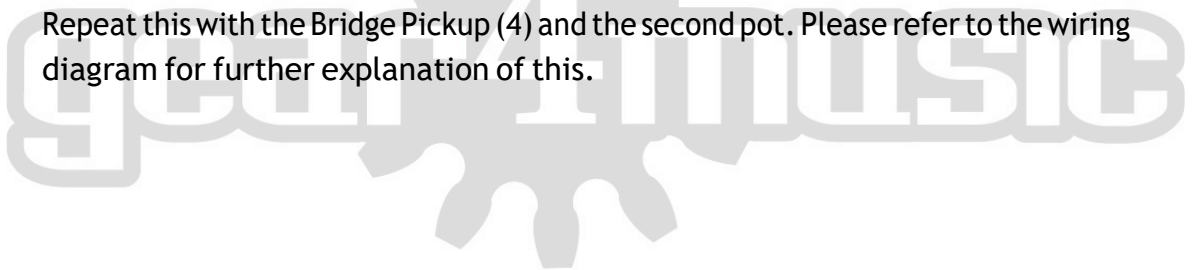 Repeat this with the Bridge Pickup (4) and the second pot. Please refer to the wiring
diagram for further explanation of this.
gear4music